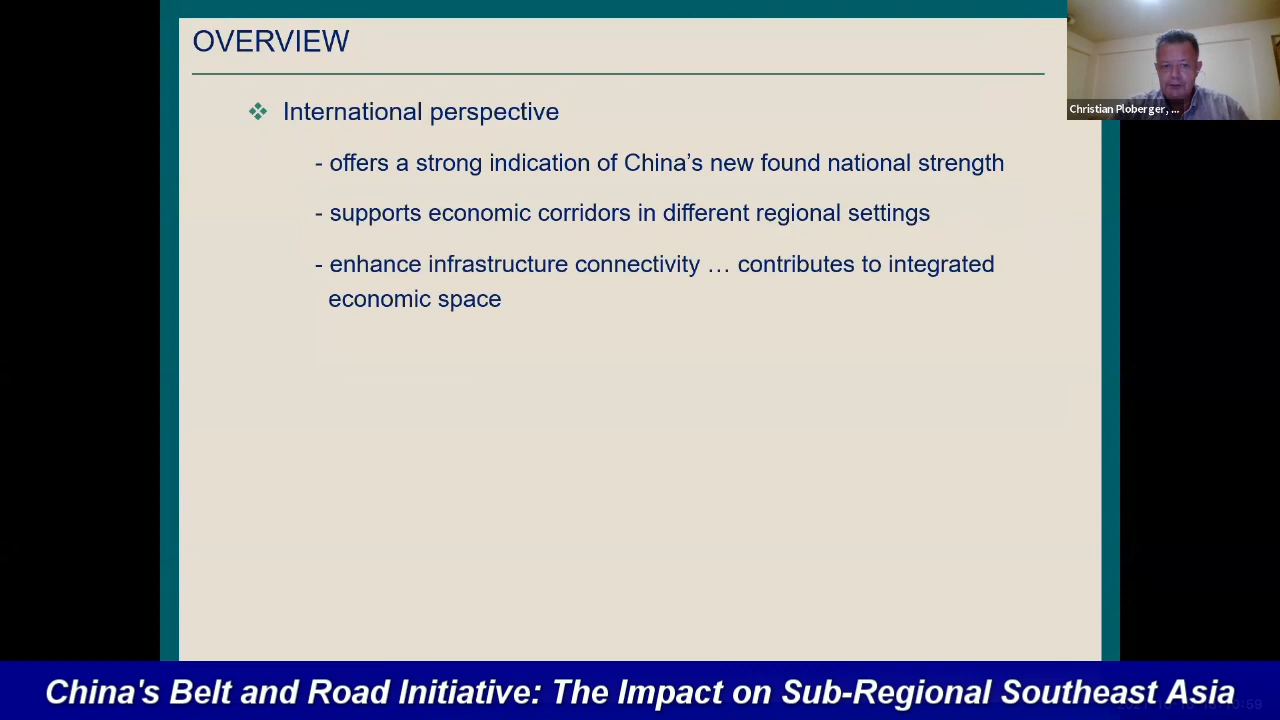 OVERVIEW
Christian Ploberger, ...
❖ International perspective
- offers a strong indication of China’s new found national strength
- supports economic corridors in different regional settings
- enhance infrastructure connectivity … contributes to integrated
economic space
China's Belt and Road Initiative: The Impact on Sub-Regional Southeast Asia